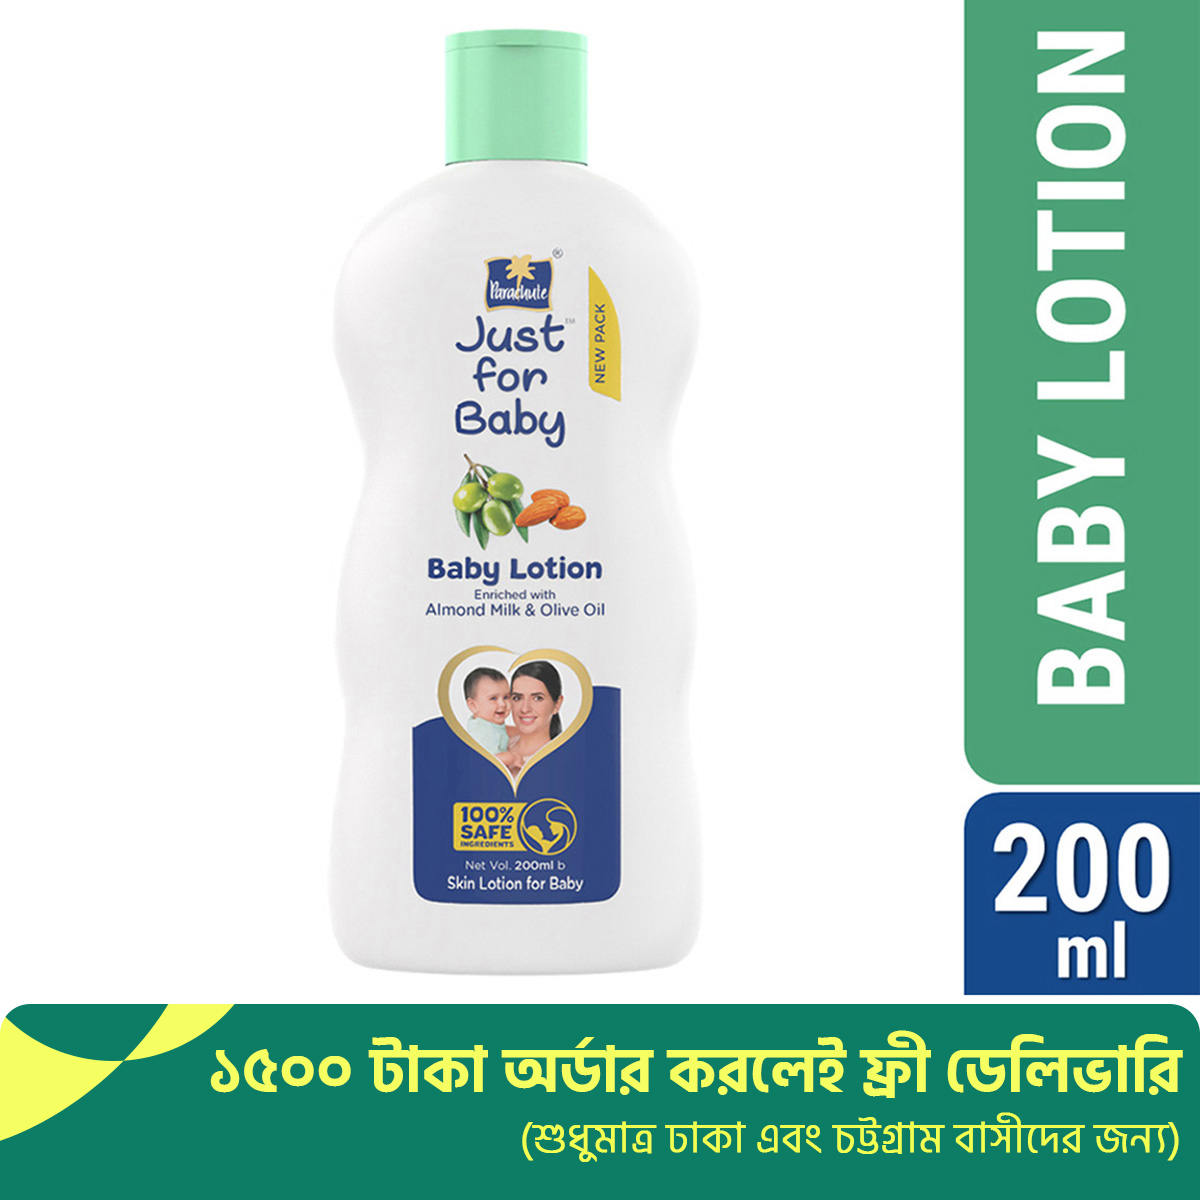 Parachute
®
Just
™
for
Baby
NEW PACK
Baby Lotion
Enriched with
Almond Milk & Olive Oil
100%
SAFE
INGREDIENTS
Net Vol. 200ml b
Skin Lotion for Baby
BABY LOTION
200
ml
১৫০০ টাকা অর্ডার করলেই ফ্রী ডেলিভারি
(শুধুমাত্র ঢাকা এবং চট্টগ্রাম বাসীদের জন্য)